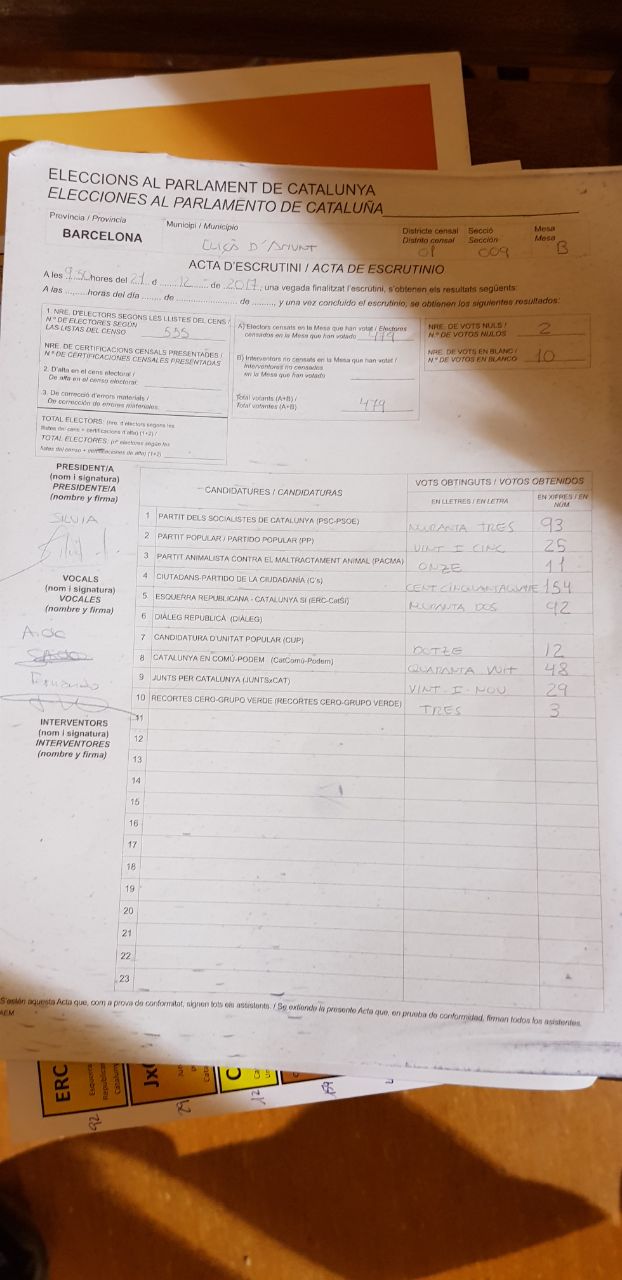 ELECCIONS AL PARLAMENT DE CATALUNYA
ELECCIONES AL PARLAMENTO DE CATALUÑA
Provincia / Provincia
BARCELONA
Municipi / Municipio
LLIÇÀ D'AMUNT
Districte censal Secció Mesa
Distrito censal Sección Mesa
01 009 B
ACTA D'ESCRUTINI / ACTA DE ESCRUTINIO
A les 9.50 hores del 21 d 12 de 2017, una vegada finalitzat l'escrutini, s'obtenen els resultats següents:
A las ........ horas del día ....... de ........ de ......., y una vez concluido el escrutinio, se obtienen los siguientes resultados:
1. NRE. D'ELECTORS SEGONS LES LLISTES DEL CENS /
N.º DE ELECTORES SEGÚN
LAS LISTAS DEL CENSO 555
NRE. DE CERTIFICACIONS CENSALS PRESENTADES /
N.º DE CERTIFICACIONES CENSALES PRESENTADAS
2. D'alta en el cens electoral /
De alta en el censo electoral
3. De correcció d'errors materials /
De corrección de errores materiales
TOTAL ELECTORS: (nre. d'electors segons les
llistes del cens + certificacions d'alta) (1+2) /
TOTAL ELECTORES: (nº electores según las
listas del censo + certificaciones de alta) (1+2)
A) Electors censats en la Mesa que han votat / Electores
censados en la Mesa que han votado 479
B) Interventors no censats en la Mesa que han votat /
Interventores no censados
en la Mesa que han votado
Total votants (A+B) /
Total votantes (A+B) 479
NRE. DE VOTS NULS /
N.º DE VOTOS NULOS 2
NRE. DE VOTS EN BLANC /
N.º DE VOTOS EN BLANCO 10
PRESIDENT/A
(nom i signatura)
PRESIDENTE/A
(nombre y firma)
SILVIA
VOCALS
(nom i signatura)
VOCALES
(nombre y firma)
Fernando
INTERVENTORS
(nom i signatura)
INTERVENTORES
(nombre y firma)
CANDIDATURES / CANDIDATURAS
VOTS OBTINGUTS / VOTOS OBTENIDOS
EN LLETRES / EN LETRA
EN XIFRES / EN NÚM.
1 PARTIT DELS SOCIALISTES DE CATALUNYA (PSC-PSOE) NURANTA TRES 93
2 PARTIT POPULAR / PARTIDO POPULAR (PP) VINT I CINC 25
3 PARTIT ANIMALISTA CONTRA EL MALTRACTAMENT ANIMAL (PACMA) ONZE 11
4 CIUTADANS-PARTIDO DE LA CIUDADANÍA (C's) CENT CINQUANTAQUATRE 154
5 ESQUERRA REPUBLICANA - CATALUNYA SÍ (ERC-CatSí) NURANTA DOS 92
6 DIÀLEG REPUBLICÀ (DIÀLEG)
7 CANDIDATURA D'UNITAT POPULAR (CUP) DOTZE 12
8 CATALUNYA EN COMÚ-PODEM (CatComú-Podem) QUARANTA VUIT 48
9 JUNTS PER CATALUNYA (JUNTSxCAT) VINT-I-NOU 29
10 RECORTES CERO-GRUPO VERDE (RECORTES CERO-GRUPO VERDE) TRES 3
11
12
13
14
15
16
17
18
19
20
21
22
23
S'estén aquesta Acta que, com a prova de conformitat, signen tots els assistents. / Se extiende la presente Acta que, en prueba de conformidad, firman todos los asistentes.
AEM
ERC
Esquerra
Republicana
92
29
12